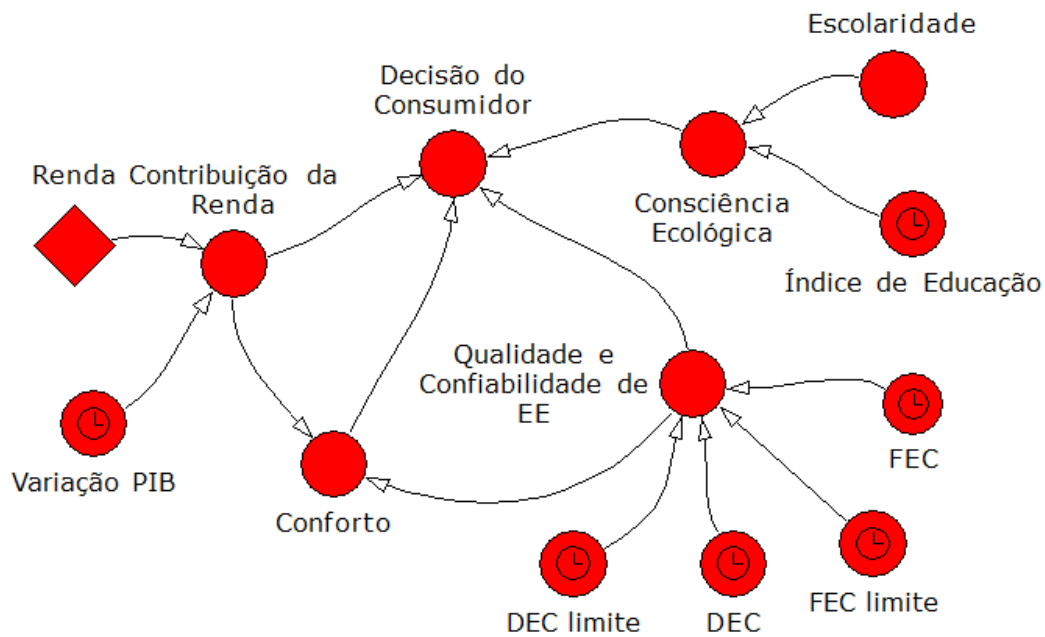 Escolaridade
Decisão do
Consumidor
Renda
Contribuição da
Renda
Consciência
Ecológica
Índice de Educação
Qualidade e
Confiabilidade de
EE
Variação PIB
FEC
Conforto
FEC limite
DEC limite
DEC